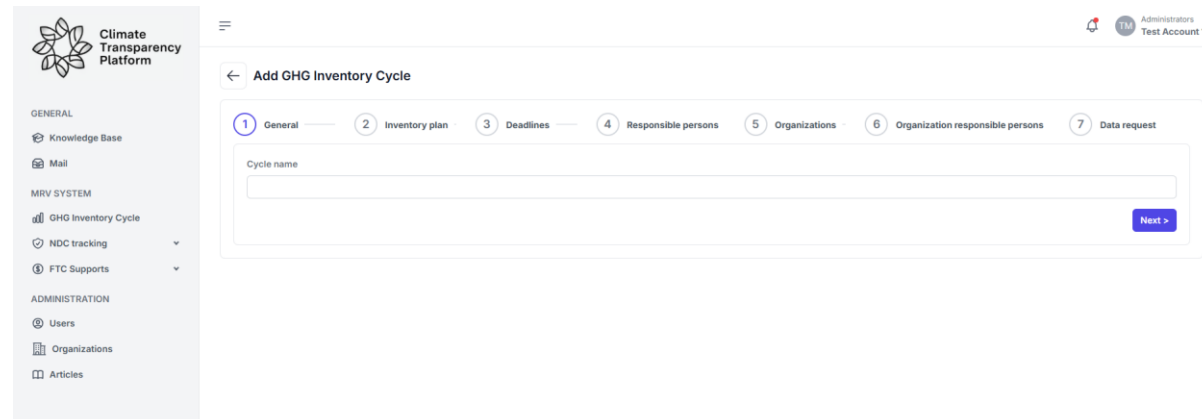 Climate
Transparency
Platform
GENERAL
Knowledge Base
Mail
MRV SYSTEM
GHG Inventory Cycle
NDC tracking
FTC Supports
ADMINISTRATION
Users
Organizations
Articles
TM
Administrators
Test Account
Add GHG Inventory Cycle
1 General 2 Inventory plan 3 Deadlines 4 Responsible persons 5 Organizations 6 Organization responsible persons 7 Data request
Cycle name
Next >